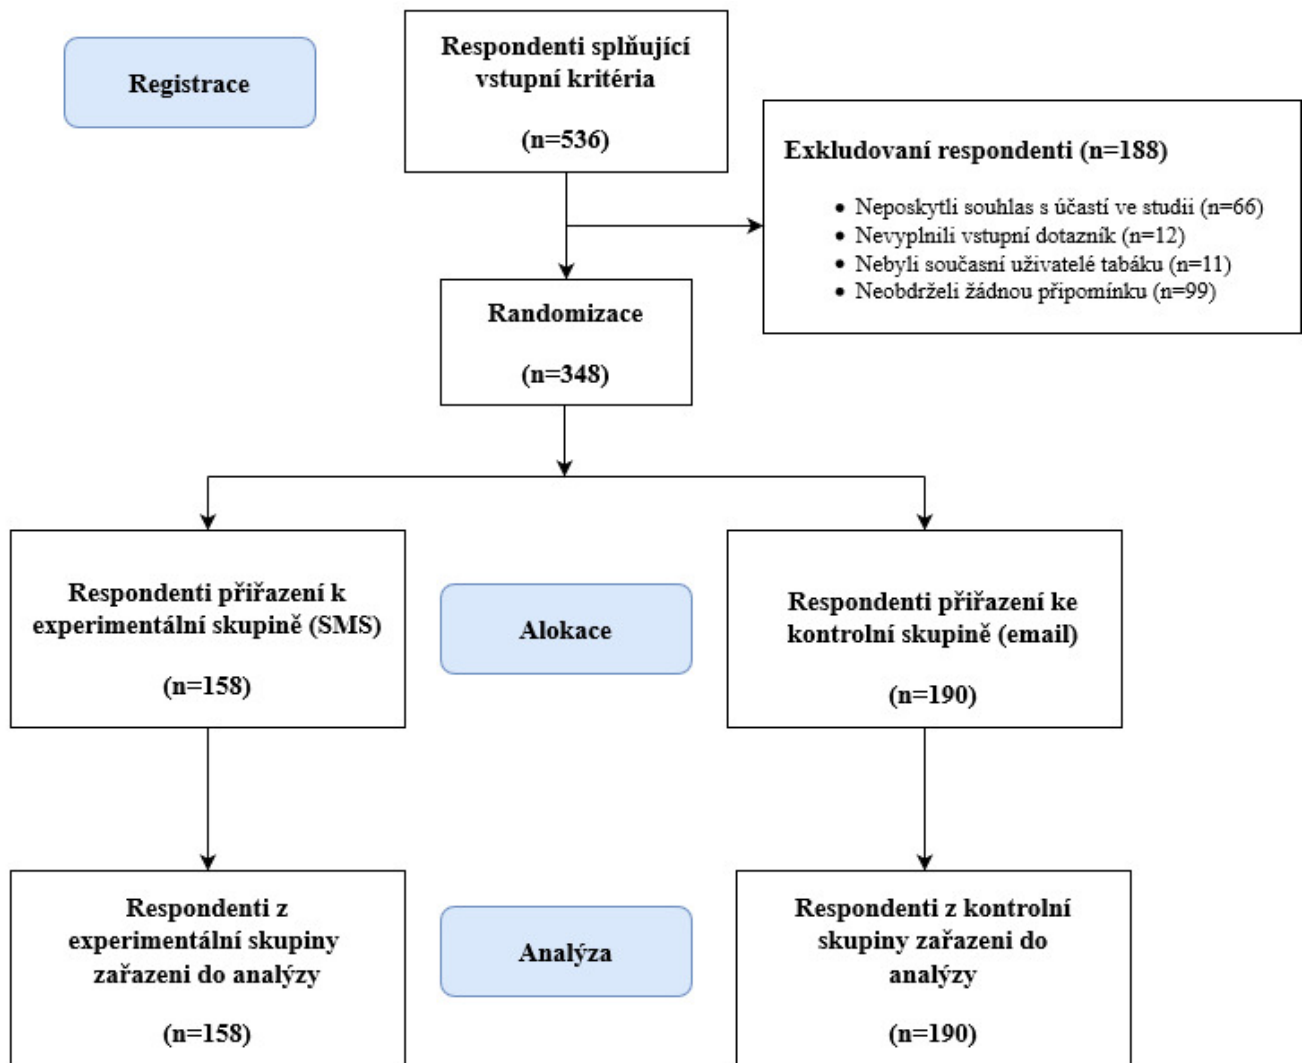 Registrace
Respondenti splňující
vstupní kritéria
(n=536)
Exkludovaní respondenti (n=188)
• Neposkytli souhlas s účastí ve studii (n=66)
• Nevyplnili vstupní dotazník (n=12)
• Nebyli současní uživatelé tabáku (n=11)
• Neobdrželi žádnou připomínku (n=99)
Randomizace
(n=348)
Respondenti přiřazení k
experimentální skupině (SMS)
(n=158)
Alokace
Respondenti přiřazení ke
kontrolní skupině (email)
(n=190)
Respondenti z
experimentální skupiny
zařazeni do analýzy
(n=158)
Analýza
Respondenti z kontrolní
skupiny zařazeni do
analýzy
(n=190)